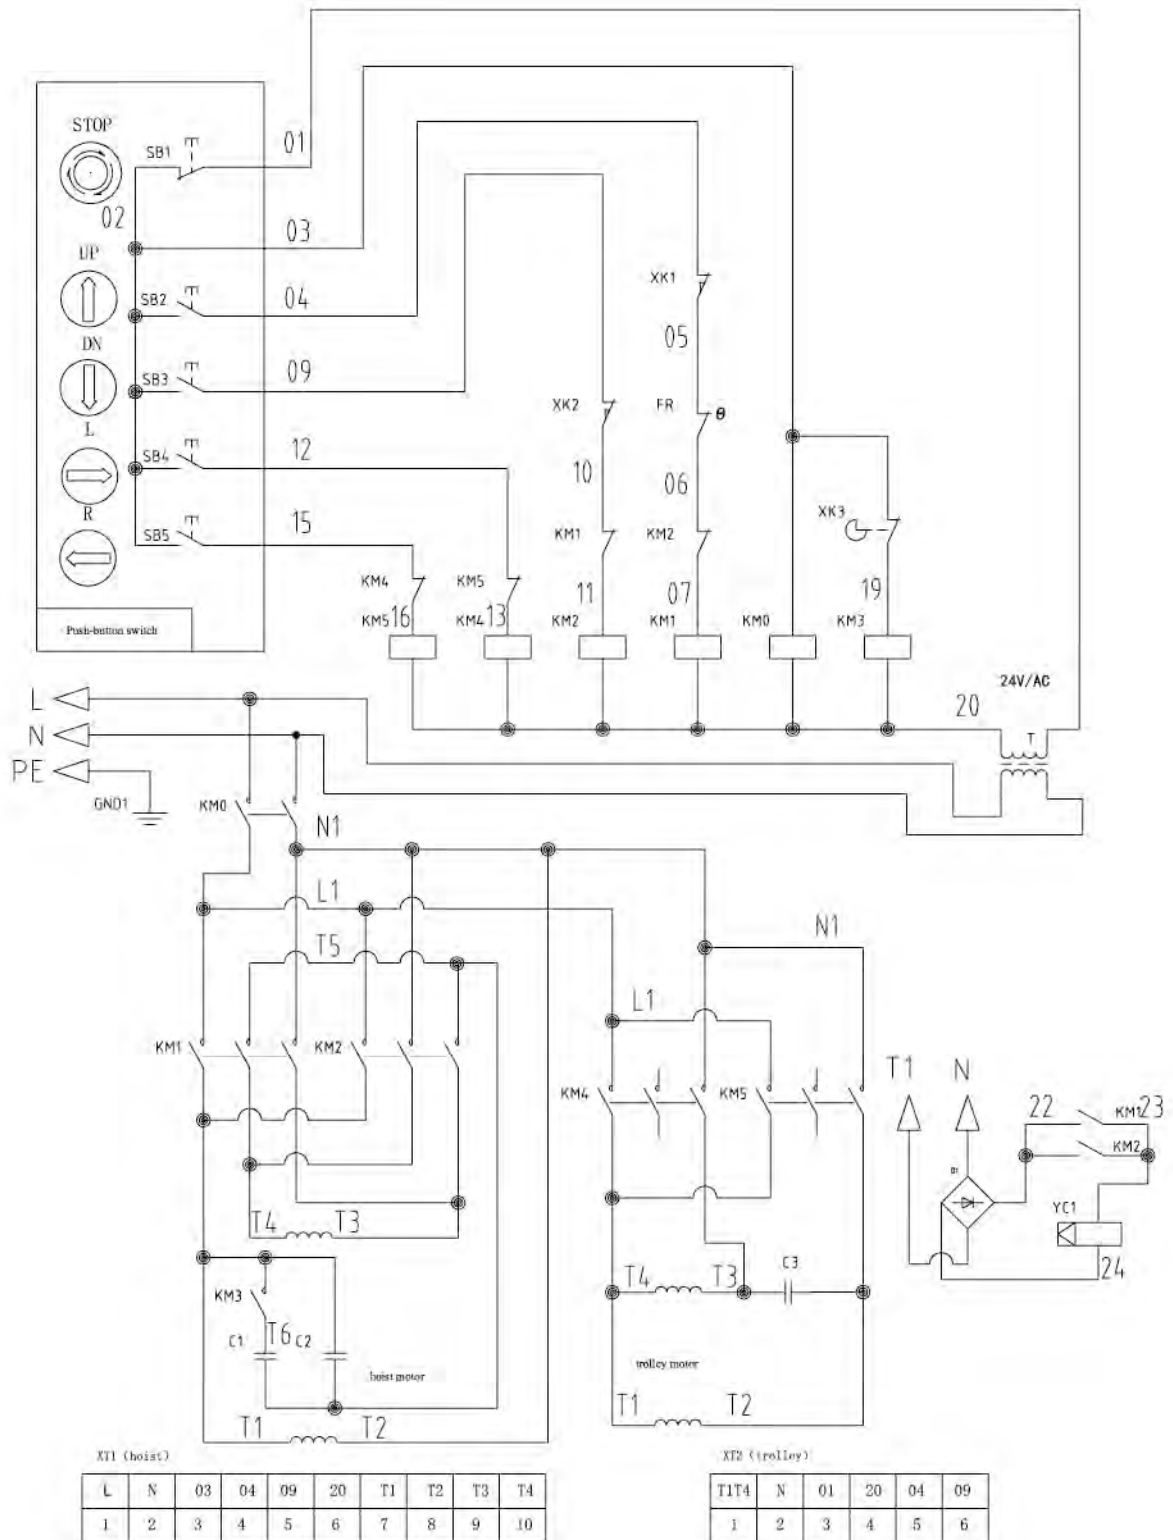 STOP
SB1
01
02
03
UP
XK1
SB2
04
05
DN
SB3
09
XK2
FR
θ
L
10
06
SB4
12
XK3
R
SB5
15
KM1
KM2
KM4
KM5
11
07
19
KM5
16
KM4
13
KM2
KM1
KM0
KM3
Push-button switch
24V/AC
L
20
T
N
PE
GND1
KM0
N1
L1
N1
T5
L1
KM1
KM2
T1
N
KM4
KM5
22
KM1
23
KM2
YC1
T4
T3
24
C3
KM3
T4
T3
C1
T6
C2
hoist motor
trolley motor
T1
T2
T1
T2
XT1 (hoist)
XT2 (trolley)
L N 03 04 09 20 T1 T2 T3 T4
T1T4 N 01 20 04 09
1 2 3 4 5 6 7 8 9 10
1 2 3 4 5 6